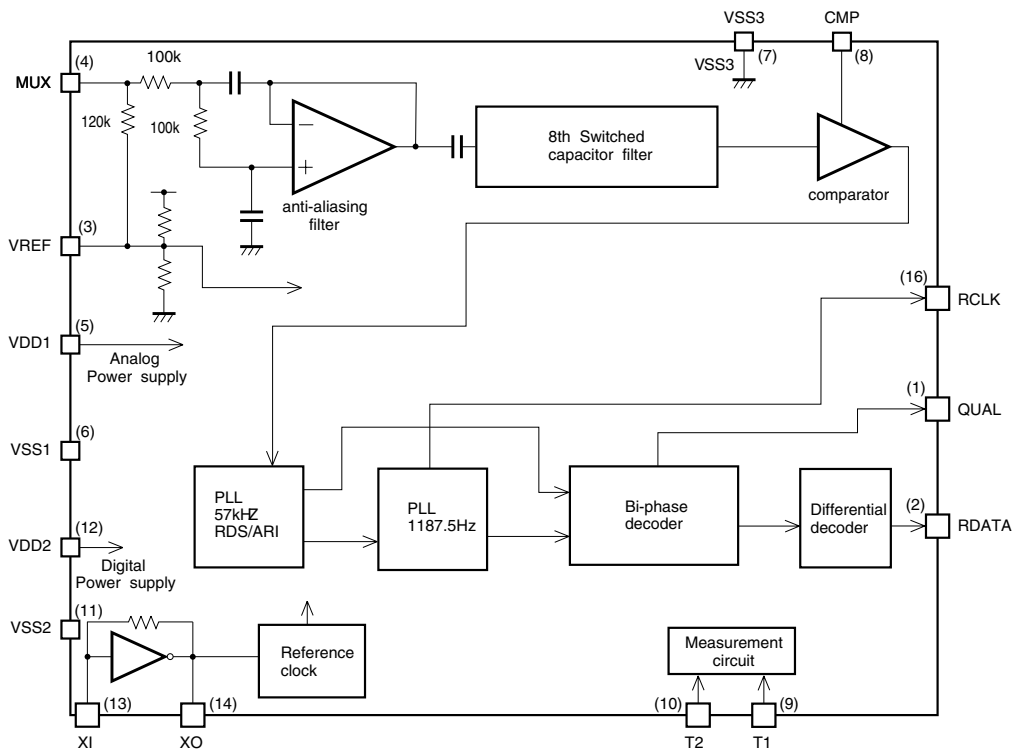 VSS3
CMP
(7)
(8)
VSS3
MUX
(4)
100k
120k
100k
anti-aliasing
filter
8th Switched
capacitor filter
comparator
VREF
(3)
VDD1
(5)
Analog
Power supply
VSS1
(6)
(16)
RCLK
(1)
QUAL
PLL
57kHZ
RDS/ARI
PLL
1187.5Hz
Bi-phase
decoder
Differential
decoder
(2)
RDATA
VDD2
(12)
Digital
Power supply
VSS2
(11)
Reference
clock
Measurement
circuit
(13)
(14)
(10)
(9)
XI
XO
T2
T1